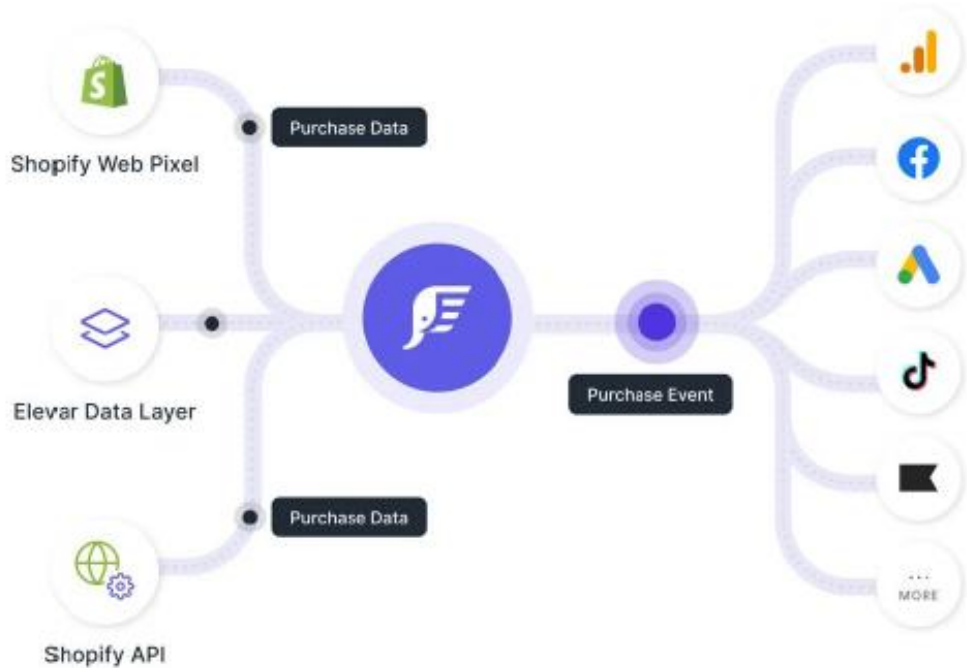 Purchase Data
Shopify Web Pixel
Elevar Data Layer
Purchase Event
Purchase Data
Shopify API
... MORE